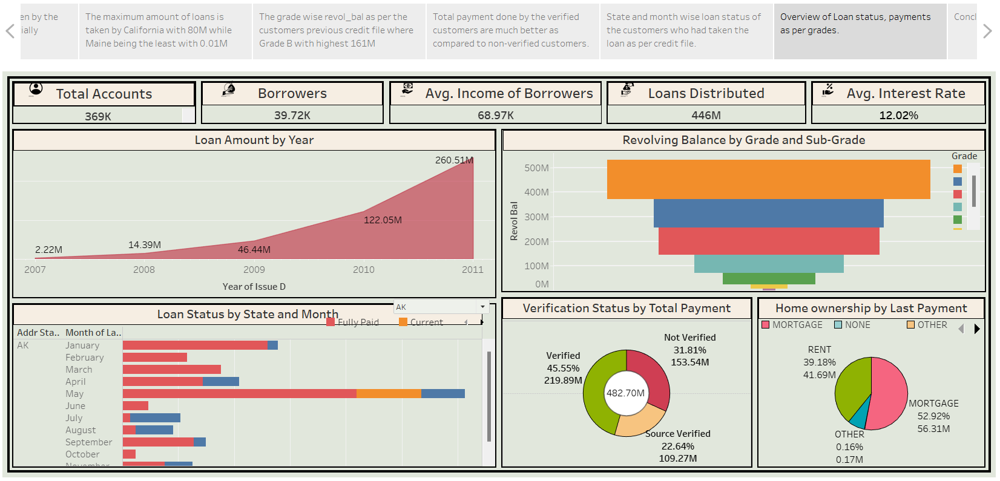 en by the
ially
The maximum amount of loans is
taken by California with 80M while
Maine being the least with 0.01M
The grade wise revol_bal as per the
customers previous credit file where
Grade B with highest 161M
Total payment done by the verified
customers are much better as
compared to non-verified customers.
State and month wise loan status of
the customers who had taken the
loan as per credit file.
Overview of Loan status, payments
as per grades.
Concl
Total Accounts
369K
Borrowers
39.72K
Avg. Income of Borrowers
68.97K
Loans Distributed
446M
Avg. Interest Rate
12.02%
Loan Amount by Year
260.51M
122.05M
46.44M
14.39M
2.22M
2007 2008 2009 2010 2011
Year of Issue D
Revolving Balance by Grade and Sub-Grade
Grade
Revol Bal
500M
400M
300M
200M
100M
0M
Loan Status by State and Month
AK
Fully Paid Current
Addr Sta.. Month of La..
AK January
February
March
April
May
June
July
August
September
October
November
Verification Status by Total Payment
Not Verified
31.81%
153.54M
Verified
45.55%
219.89M
482.70M
Source Verified
22.64%
109.27M
Home ownership by Last Payment
MORTGAGE NONE OTHER
RENT
39.18%
41.69M
MORTGAGE
52.92%
56.31M
OTHER
0.16%
0.17M